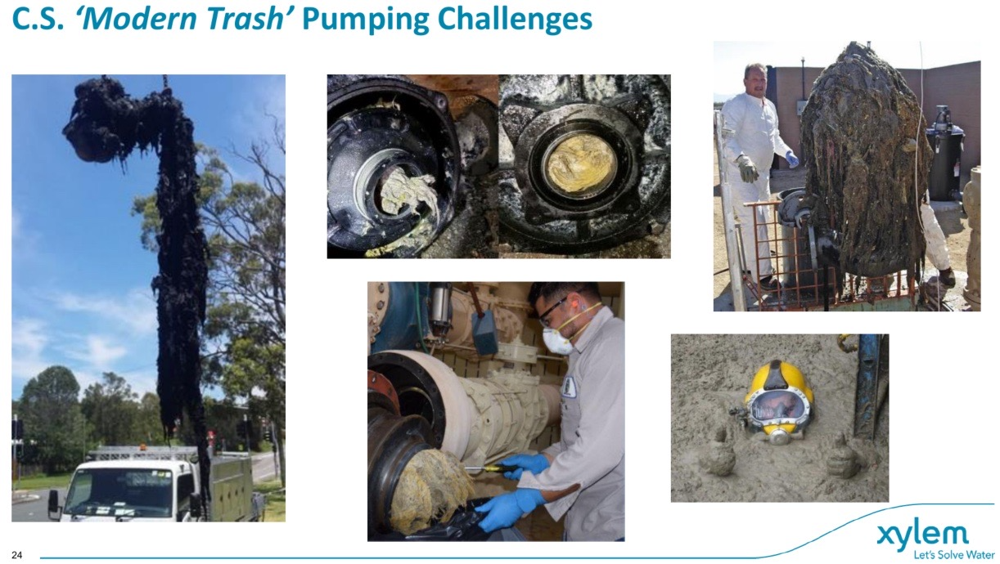 C.S. ‘Modern Trash’ Pumping Challenges
24
xylem
Let’s Solve Water